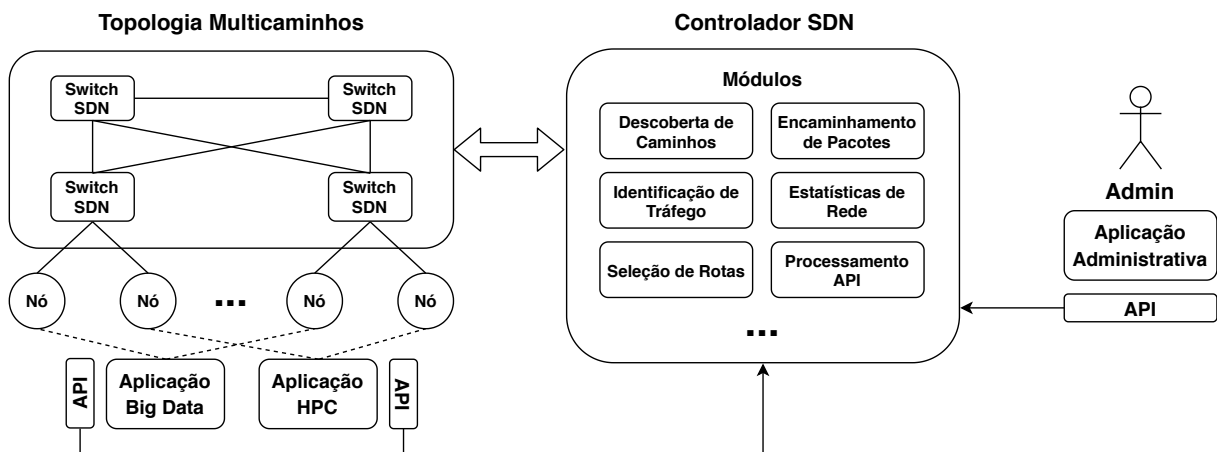 Topologia Multicaminhos
Switch
SDN
Switch
SDN
Switch
SDN
Switch
SDN
Nó
Nó
...
Nó
Nó
API
Aplicação
Big Data
Aplicação
HPC
API
Controlador SDN
Módulos
Descoberta de
Caminhos
Encaminhamento
de Pacotes
Identificação de
Tráfego
Estatísticas de
Rede
Seleção de Rotas
Processamento
API
...
Admin
Aplicação
Administrativa
API